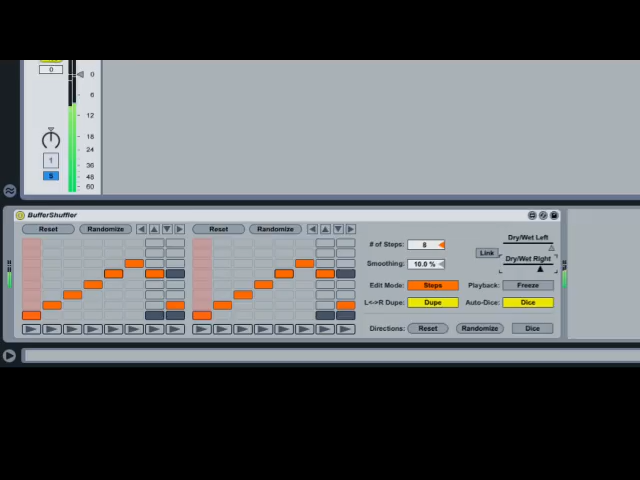 0
0
6
12
18
24
36
48
60
1
S
BufferShuffler
Reset Randomize Reset Randomize
# of Steps: 8
Smoothing: 10.0 %
Link
Dry/Wet Left
Dry/Wet Right
Edit Mode: Steps Playback: Freeze
L<->R Dupe: Dupe Auto-Dice: Dice
Directions: Reset Randomize Dice